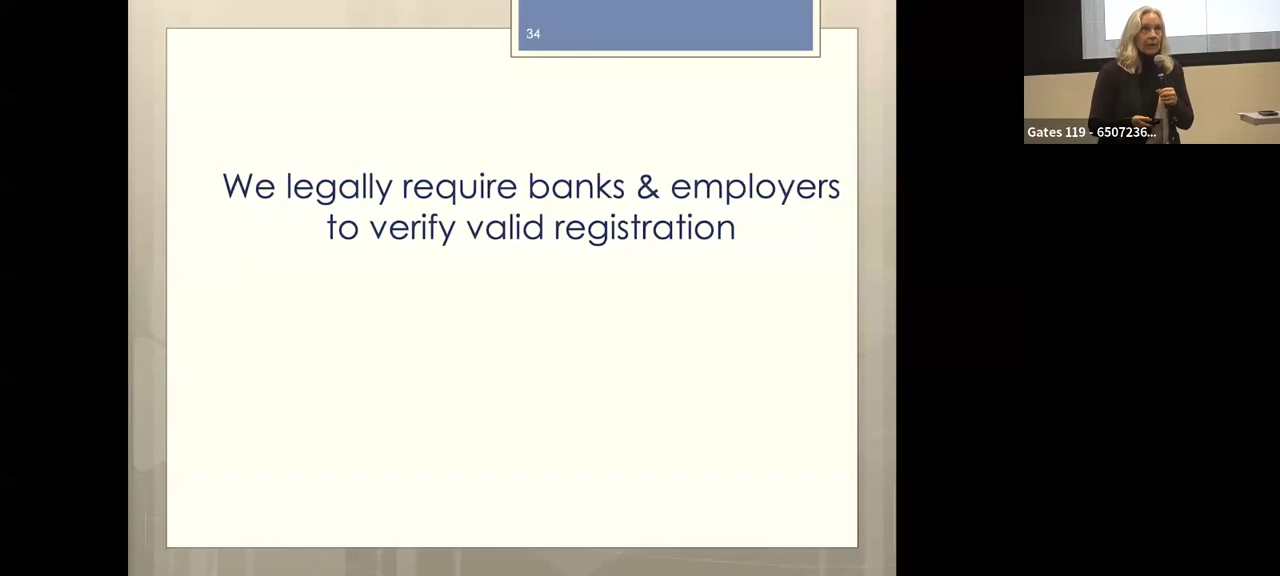 34
We legally require banks & employers
to verify valid registration
Gates 119 - 6507236...